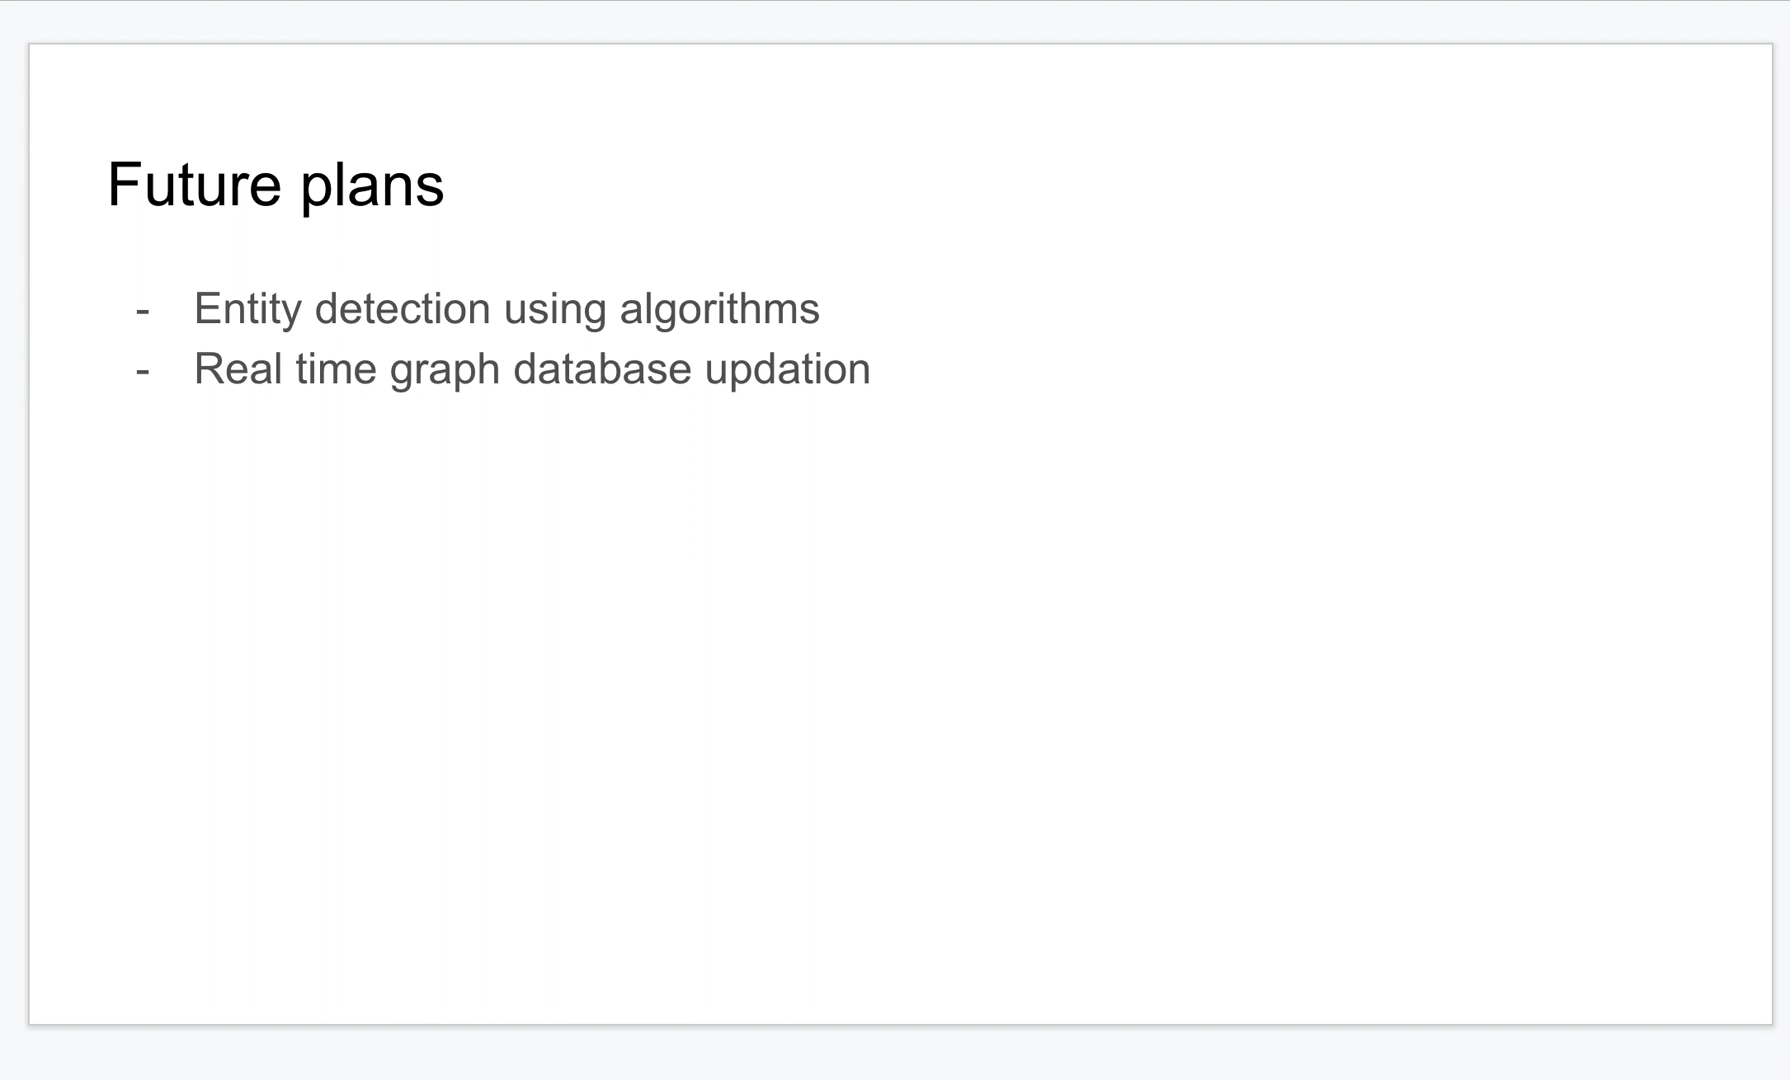 Future plans
- Entity detection using algorithms
- Real time graph database updation